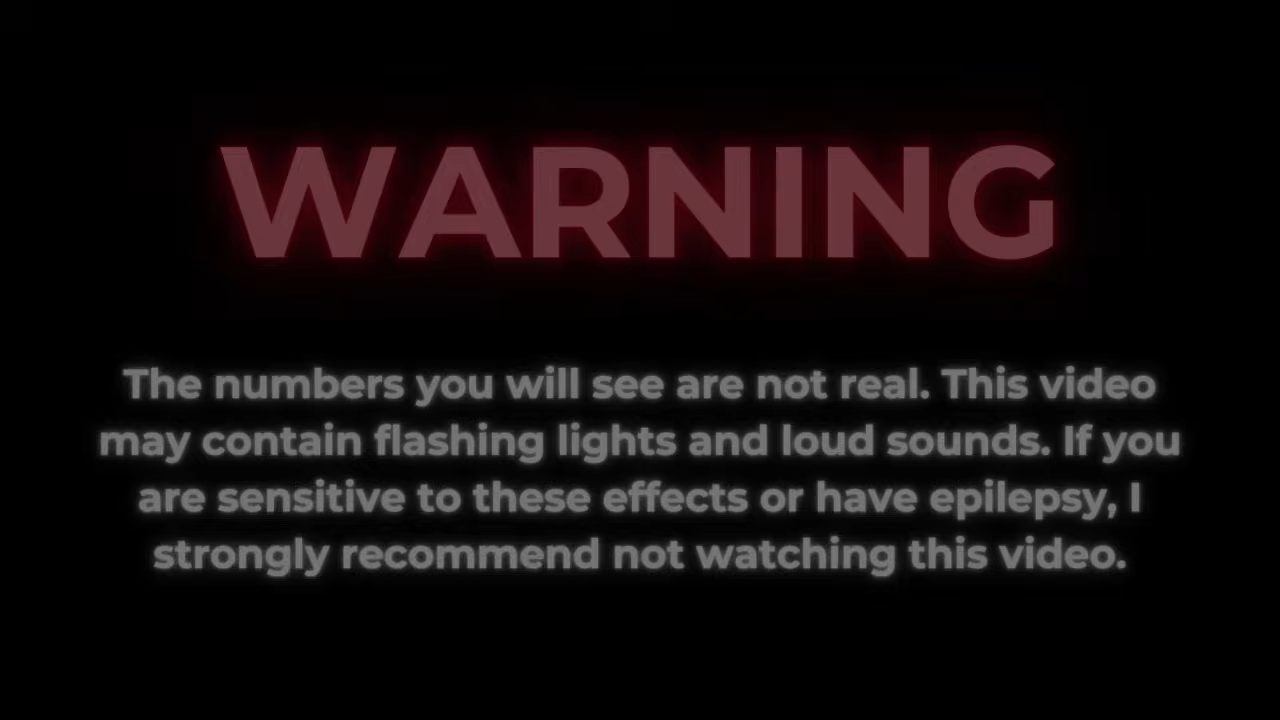 WARNING
The numbers you will see are not real. This video
may contain flashing lights and loud sounds. If you
are sensitive to these effects or have epilepsy, I
strongly recommend not watching this video.